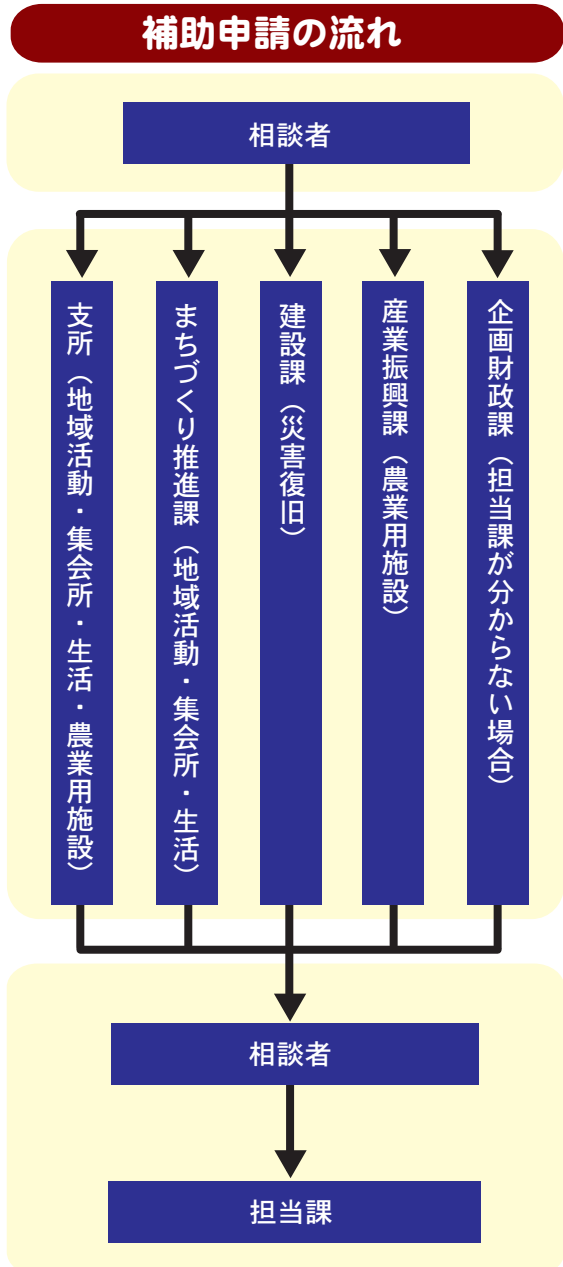 補助申請の流れ
相談者
支所（地域活動・集会所・生活・農業用施設）
まちづくり推進課（地域活動・集会所・生活）
建設課（災害復旧）
産業振興課（農業用施設）
企画財政課（担当課が分からない場合）
相談者
担当課